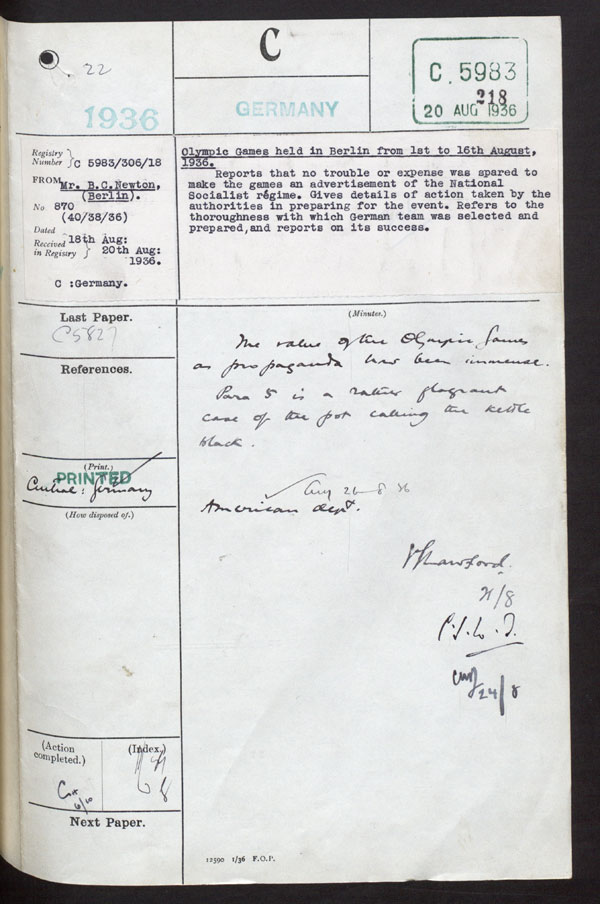 22
C
1936
GERMANY
C 5983
218
20 AUG 1936
Registry Number } C 5983/306/18
FROM Mr. B.C.Newton,
(Berlin).
No 870
(40/38/36)
Dated 18th Aug:
Received in Registry } 20th Aug:
1936.
C :Germany.
Olympic Games held in Berlin from 1st to 16th August,
1936.
Reports that no trouble or expense was spared to
make the games an advertisement of the National
Socialist régime. Gives details of action taken by the
authorities in preparing for the event. Refers to the
thoroughness with which German team was selected and
prepared, and reports on its success.
Last Paper.
C5827
References.
(Print.)
PRINTED
Central: Germany
(How disposed of.)
(Action completed.)
(Index.)
Next Paper.
(Minutes.)
The value of the Olympic Games
as propaganda has been immense.
Para 5 is a rather flagrant
case of the pot calling the kettle
black.
Aug 26 36
American Dept.
21/8
24/8
12590 1/36 F.O.P.